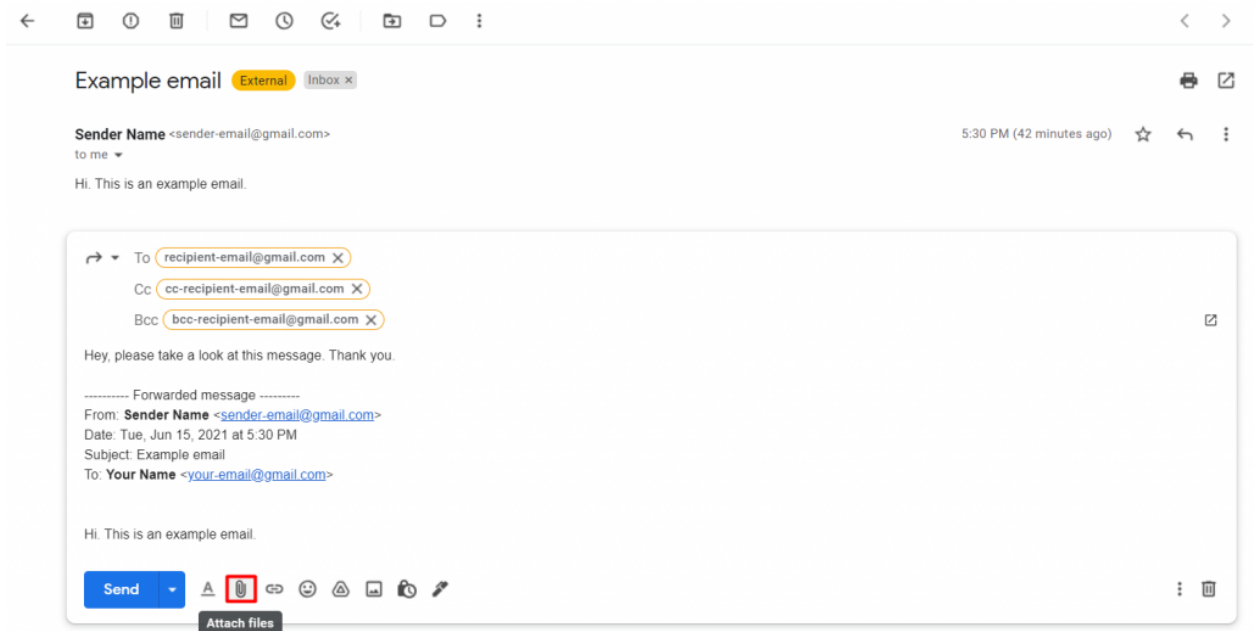 Example email External Inbox ×
Sender Name <sender-email@gmail.com> 5:30 PM (42 minutes ago)
to me
Hi. This is an example email.
To recipient-email@gmail.com
Cc cc-recipient-email@gmail.com
Bcc bcc-recipient-email@gmail.com
Hey, please take a look at this message. Thank you.
---------- Forwarded message ---------
From: Sender Name <sender-email@gmail.com>
Date: Tue, Jun 15, 2021 at 5:30 PM
Subject: Example email
To: Your Name <your-email@gmail.com>
Hi. This is an example email.
Send A
Attach files